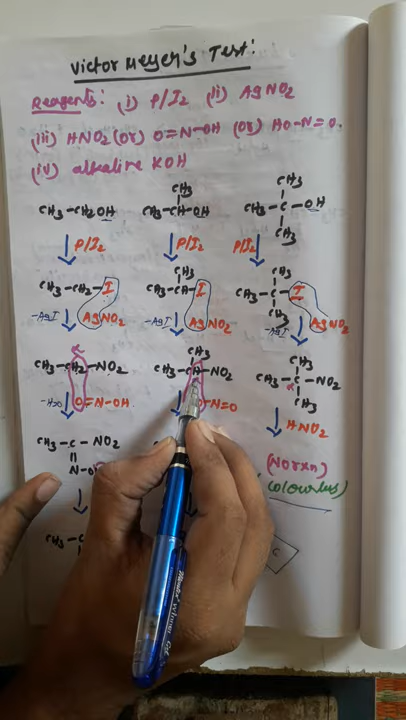 Victor Meyer's Test:
Reagents: (i) P/I2 (ii) AgNO2
(iii) HNO2 (or) O=N-OH (or) HO-N=O.
(iv) alkaline KOH
CH3 CH3
CH3-CH2OH CH3-CH-OH CH3-C-OH
CH3
P/I2 P/I2 P/I2
CH3 CH3
CH3-CH2-I CH3-CH-I CH3-C-I
CH3
-AgI AgNO2 -AgI AgNO2 -AgI AgNO2
α CH3 CH3
CH3-CH2-NO2 CH3-CH-NO2 CH3-C-NO2
α
CH3
-H2O O=N-OH -N=O HNO2
CH3-C-NO2 (No rxn)
N-O (Colourless)
CH3-C C